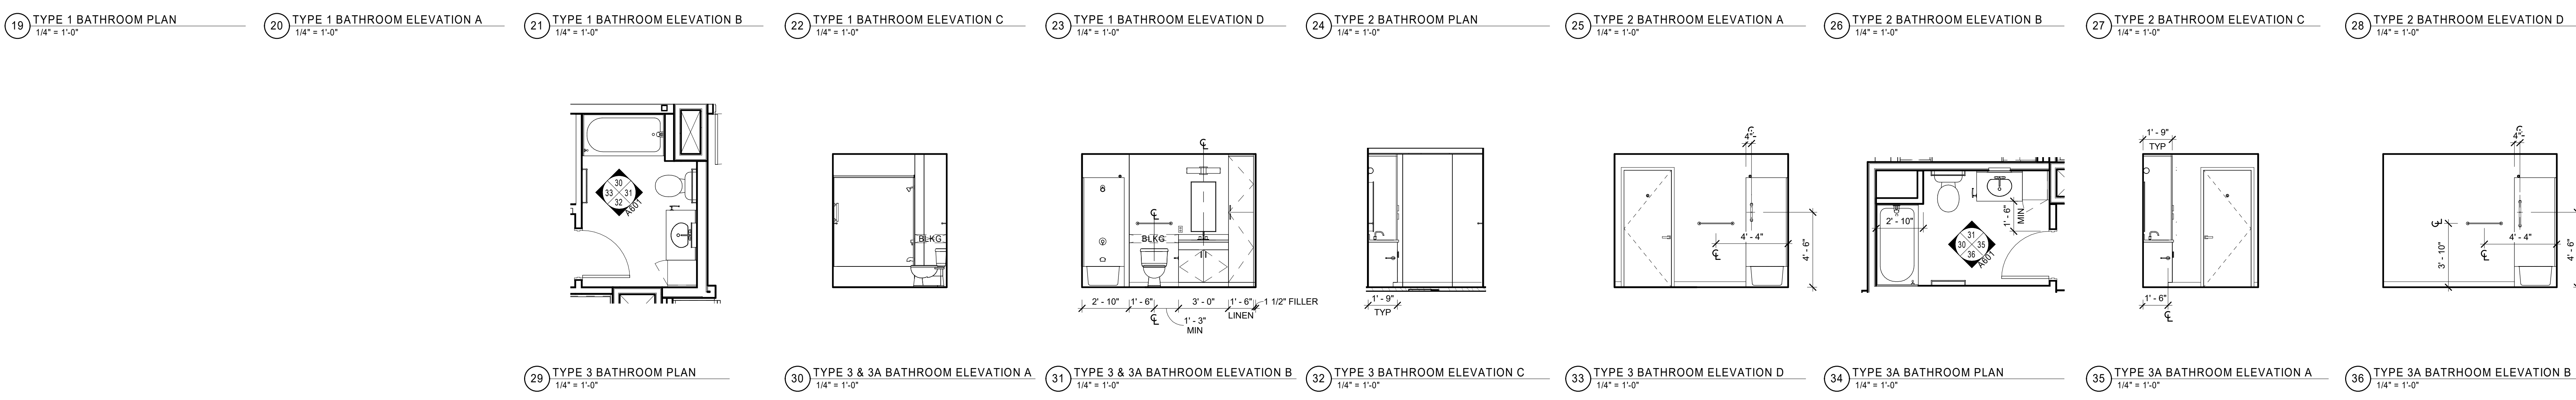 19 TYPE 1 BATHROOM PLAN
1/4" = 1'-0"
20 TYPE 1 BATHROOM ELEVATION A
1/4" = 1'-0"
21 TYPE 1 BATHROOM ELEVATION B
1/4" = 1'-0"
22 TYPE 1 BATHROOM ELEVATION C
1/4" = 1'-0"
23 TYPE 1 BATHROOM ELEVATION D
1/4" = 1'-0"
24 TYPE 2 BATHROOM PLAN
1/4" = 1'-0"
25 TYPE 2 BATHROOM ELEVATION A
1/4" = 1'-0"
26 TYPE 2 BATHROOM ELEVATION B
1/4" = 1'-0"
27 TYPE 2 BATHROOM ELEVATION C
1/4" = 1'-0"
28 TYPE 2 BATHROOM ELEVATION D
1/4" = 1'-0"
30
33 31
32
A601
BLKG
℄
℄
BLKG
2' - 10" 1' - 6" 3' - 0" 1' - 6" 1 1/2" FILLER
℄
1' - 3"
MIN
LINEN
1' - 9"
TYP
℄
4"
4' - 4"
℄
4' - 6"
2' - 10"
1' - 6"
MIN
31
30 35
36
A601
1' - 9"
TYP
1' - 6"
℄
℄
4"
℄
4' - 4"
℄
3' - 10"
4' - 6"
29 TYPE 3 BATHROOM PLAN
1/4" = 1'-0"
30 TYPE 3 & 3A BATHROOM ELEVATION A
1/4" = 1'-0"
31 TYPE 3 & 3A BATHROOM ELEVATION B
1/4" = 1'-0"
32 TYPE 3 BATHROOM ELEVATION C
1/4" = 1'-0"
33 TYPE 3 BATHROOM ELEVATION D
1/4" = 1'-0"
34 TYPE 3A BATHROOM PLAN
1/4" = 1'-0"
35 TYPE 3A BATHROOM ELEVATION A
1/4" = 1'-0"
36 TYPE 3A BATRHOOM ELEVATION B
1/4" = 1'-0"